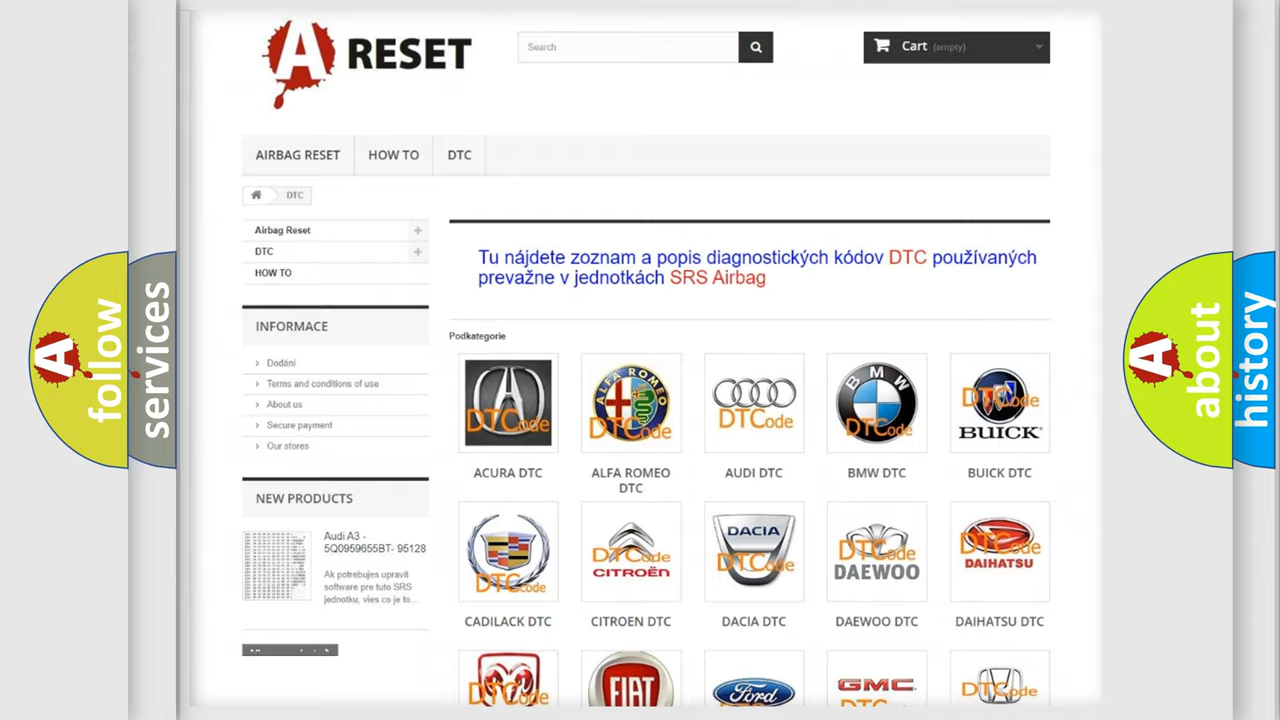 A RESET
Search
Cart (empty)
AIRBAG RESET
HOW TO
DTC
DTC
Airbag Reset
DTC
HOW TO
INFORMACE
Dodání
Terms and conditions of use
About us
Secure payment
Our stores
NEW PRODUCTS
Audi A3 -
5Q0959655BT- 95128
Ak potrebujes upravit
software pre tuto SRS
jednotku, vies co je to...
Tu nájdete zoznam a popis diagnostických kódov DTC používaných
prevažne v jednotkách SRS Airbag
Podkategorie
DTCode
ALFA ROMEO
DTCode
DTCode
BMW
DTCode
DTCode
BUICK
ACURA DTC
ALFA ROMEO
DTC
AUDI DTC
BMW DTC
BUICK DTC
DTCode
DTCode
CITROËN
DACIA
DTCode
DTCode
DAEWOO
DTCode
DAIHATSU
CADILACK DTC
CITROEN DTC
DACIA DTC
DAEWOO DTC
DAIHATSU DTC
DTCode
FIAT
Ford
GMC
DTCode
A follow
services
A about
history